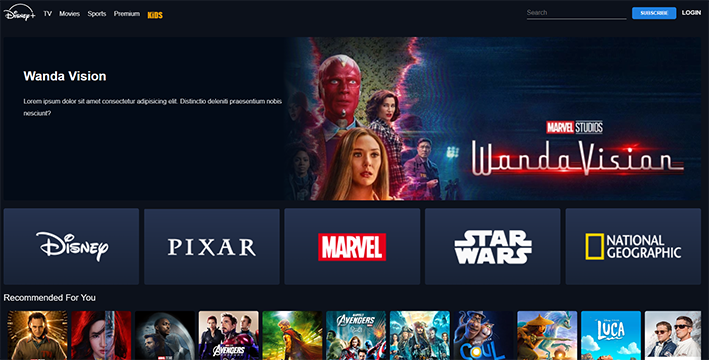 Disney+ TV Movies Sports Premium KiDS Search SUBSCRIBE LOGIN
Wanda Vision
Lorem ipsum dolor sit amet consectetur adipisicing elit. Distinctio deleniti praesentium nobis
nesciunt?
MARVEL STUDIOS
WandaVision
Disney
PIXAR
MARVEL
STAR
WARS
NATIONAL
GEOGRAPHIC
Recommended For You
AVENGERS
AVENGERS
SOUL
LUCA